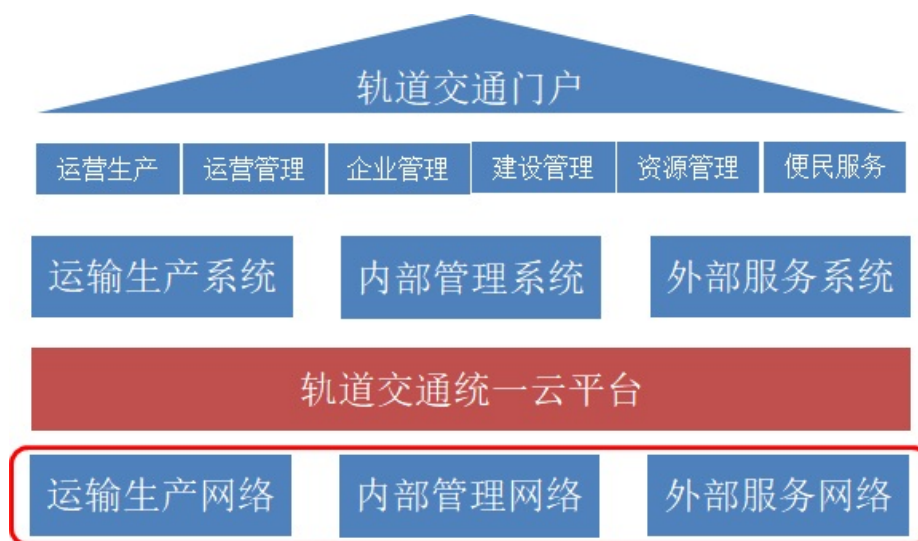 轨道交通门户
运营生产 运营管理 企业管理 建设管理 资源管理 便民服务
运输生产系统 内部管理系统 外部服务系统
轨道交通统一云平台
运输生产网络 内部管理网络 外部服务网络